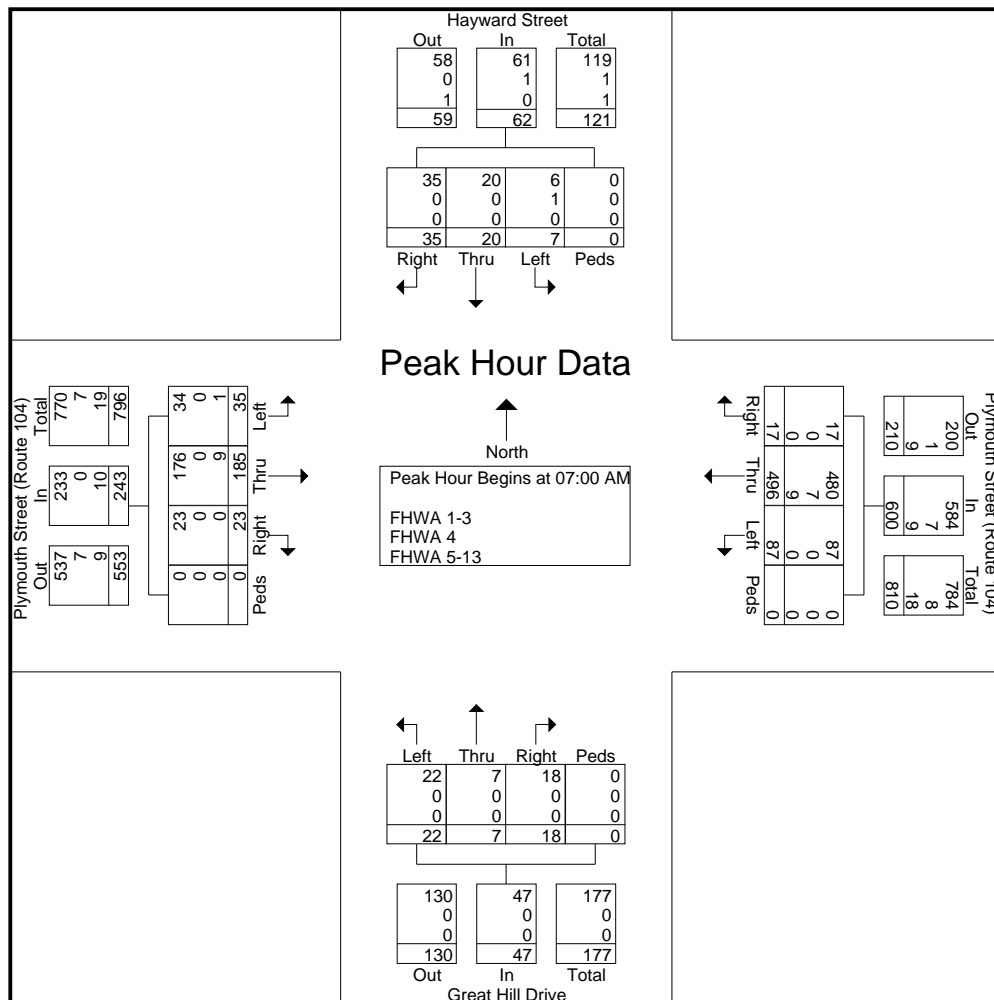 Hayward Street
Out In Total
58 61 119
0 1 1
1 0 1
59 62 121
35 20 6 0
0 0 1 0
0 0 0 0
35 20 7 0
Right Thru Left Peds
Peak Hour Data
North
Peak Hour Begins at 07:00 AM
FHWA 1-3
FHWA 4
FHWA 5-13
Plymouth Street (Route 104)
Out In Total
537 233 770
7 0 7
9 10 19
553 243 796
Peds Right Thru Left
0 23 176 34
0 0 0 0
0 0 9 1
0 23 185 35
Plymouth Street (Route 104)
Out In Total
200 584 784
1 7 8
9 9 18
210 600 810
17 480 87 0
0 7 0 0
0 9 0 0
17 496 87 0
Right Thru Left Peds
Left Thru Right Peds
22 7 18 0
0 0 0 0
0 0 0 0
22 7 18 0
130 47 177
0 0 0
0 0 0
130 47 177
Out In Total
Great Hill Drive